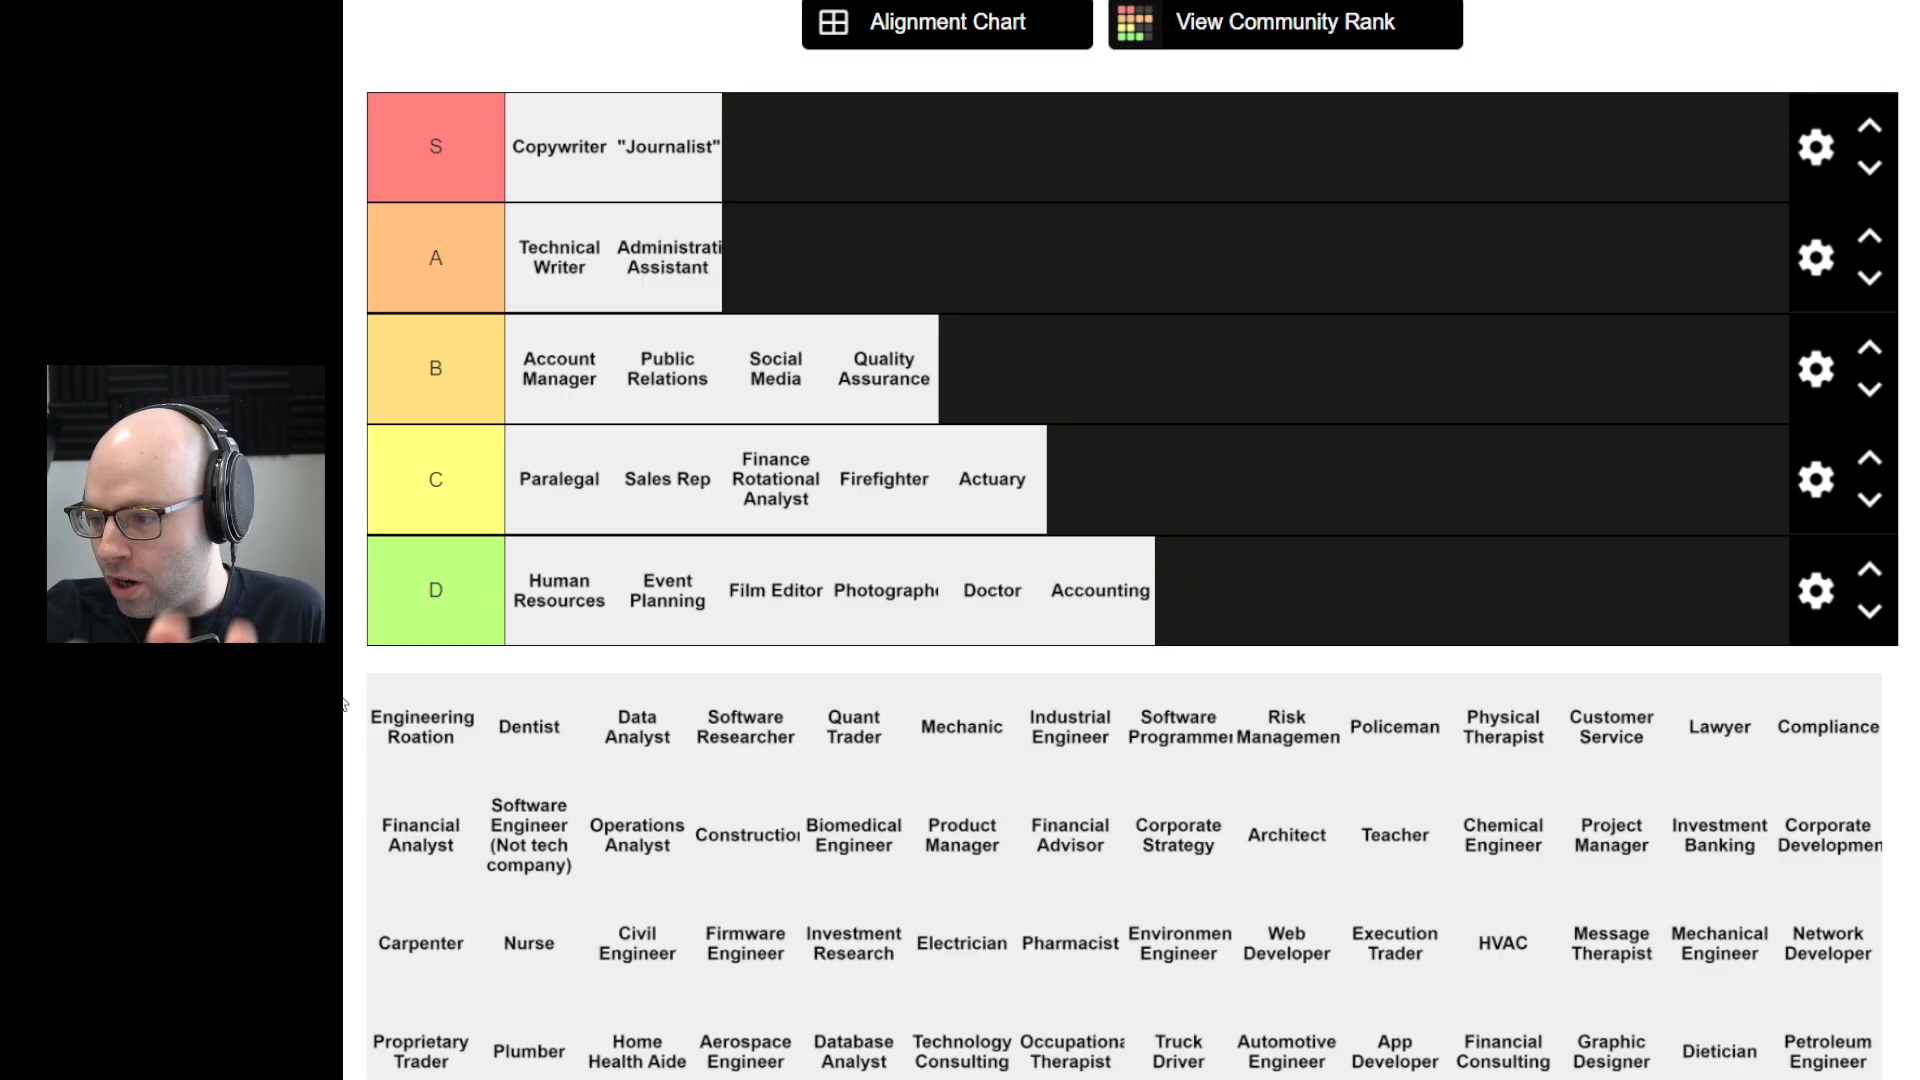 Alignment Chart
View Community Rank
S
Copywriter
"Journalist"
A
Technical
Writer
Administrati
Assistant
B
Account
Manager
Public
Relations
Social
Media
Quality
Assurance
C
Paralegal
Sales Rep
Finance
Rotational
Analyst
Firefighter
Actuary
D
Human
Resources
Event
Planning
Film Editor
Photograph
Doctor
Accounting
Engineering
Roation
Dentist
Data
Analyst
Software
Researcher
Quant
Trader
Mechanic
Industrial
Engineer
Software
Programmer
Risk
Managemen
Policeman
Physical
Therapist
Customer
Service
Lawyer
Compliance
Financial
Analyst
Software
Engineer
(Not tech
company)
Operations
Analyst
Construction
Biomedical
Engineer
Product
Manager
Financial
Advisor
Corporate
Strategy
Architect
Teacher
Chemical
Engineer
Project
Manager
Investment
Banking
Corporate
Developmen
Carpenter
Nurse
Civil
Engineer
Firmware
Engineer
Investment
Research
Electrician
Pharmacist
Environmen
Engineer
Web
Developer
Execution
Trader
HVAC
Message
Therapist
Mechanical
Engineer
Network
Developer
Proprietary
Trader
Plumber
Home
Health Aide
Aerospace
Engineer
Database
Analyst
Technology
Consulting
Occupationa
Therapist
Truck
Driver
Automotive
Engineer
App
Developer
Financial
Consulting
Graphic
Designer
Dietician
Petroleum
Engineer